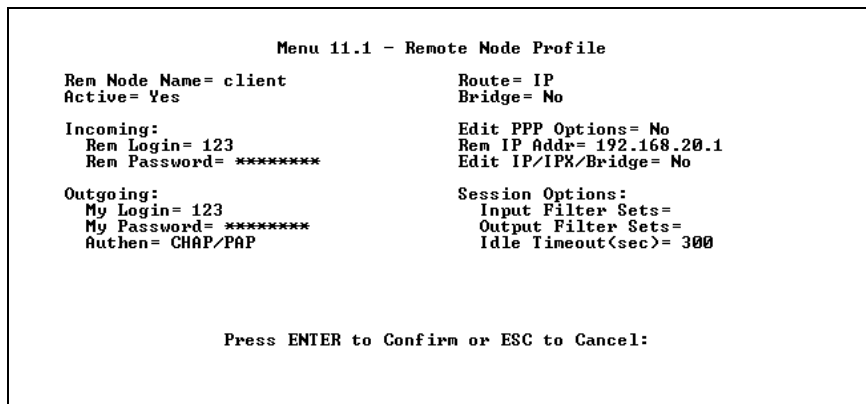 Menu 11.1 - Remote Node Profile
Rem Node Name= client Route= IP
Active= Yes Bridge= No
Incoming: Edit PPP Options= No
Rem Login= 123 Rem IP Addr= 192.168.20.1
Rem Password= ******** Edit IP/IPX/Bridge= No
Outgoing: Session Options:
My Login= 123 Input Filter Sets=
My Password= ******** Output Filter Sets=
Authen= CHAP/PAP Idle Timeout(sec)= 300
Press ENTER to Confirm or ESC to Cancel: